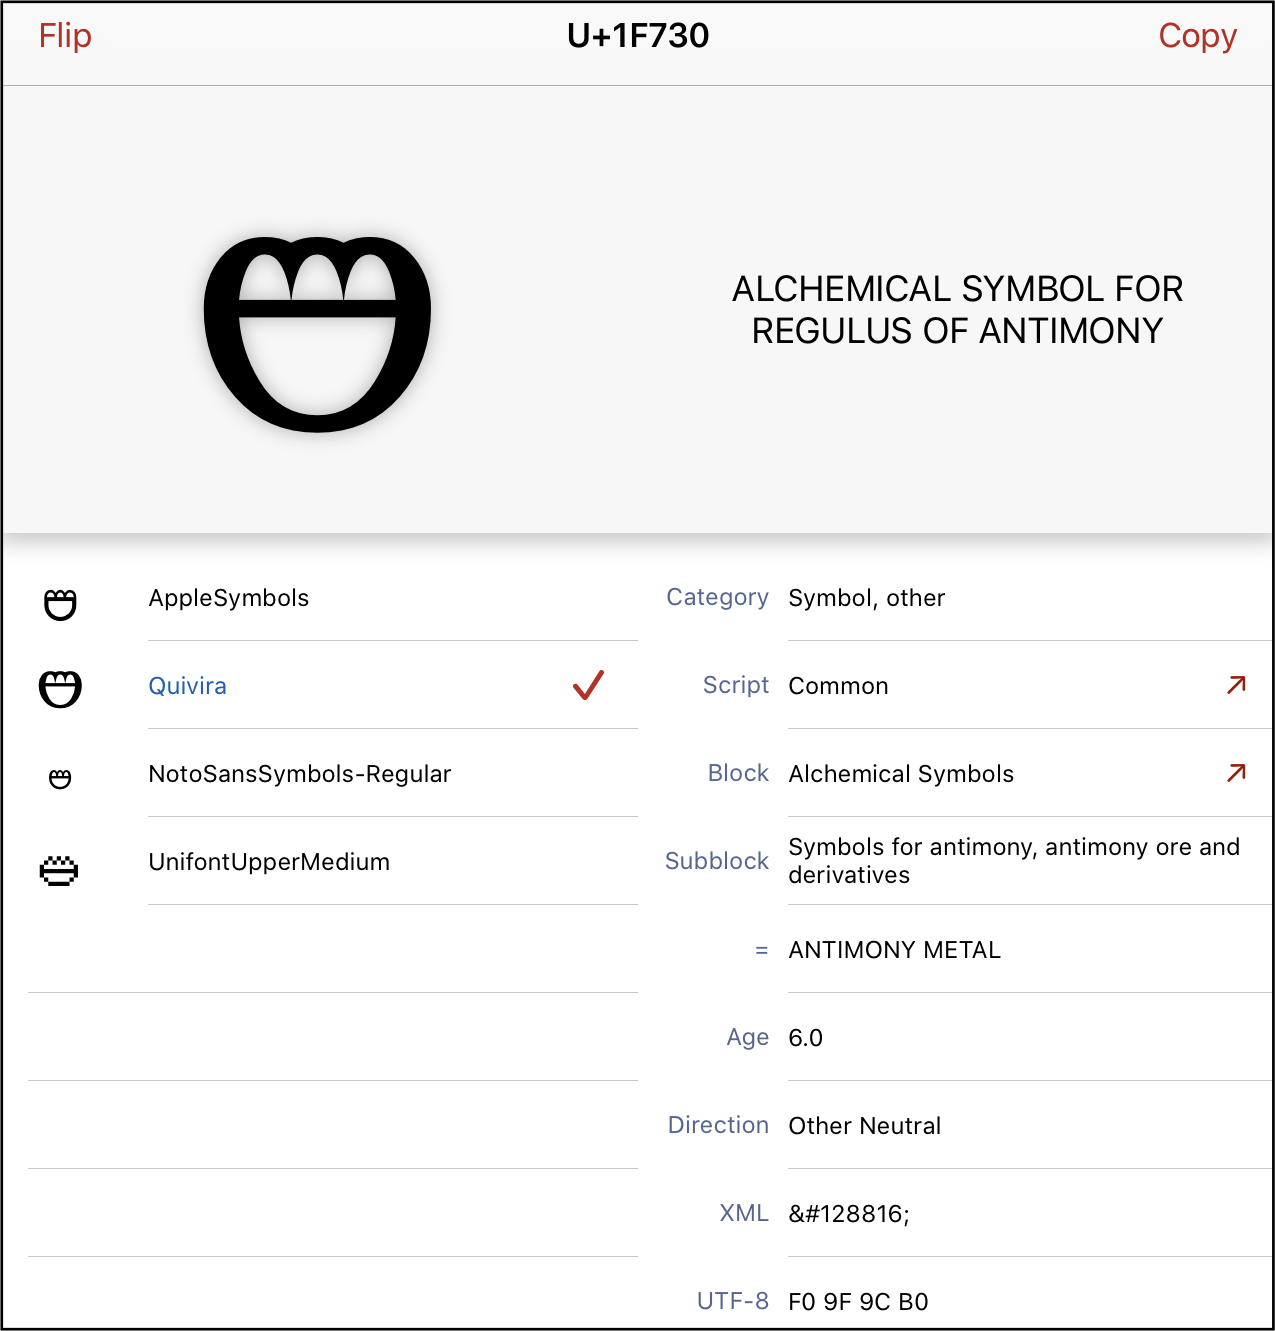 Flip
U+1F730
Copy
ALCHEMICAL SYMBOL FOR
REGULUS OF ANTIMONY
AppleSymbols
Quivira
NotoSansSymbols-Regular
UnifontUpperMedium
Category Symbol, other
Script Common
Block Alchemical Symbols
Subblock Symbols for antimony, antimony ore and
derivatives
= ANTIMONY METAL
Age 6.0
Direction Other Neutral
XML &#128816;
UTF-8 F0 9F 9C B0